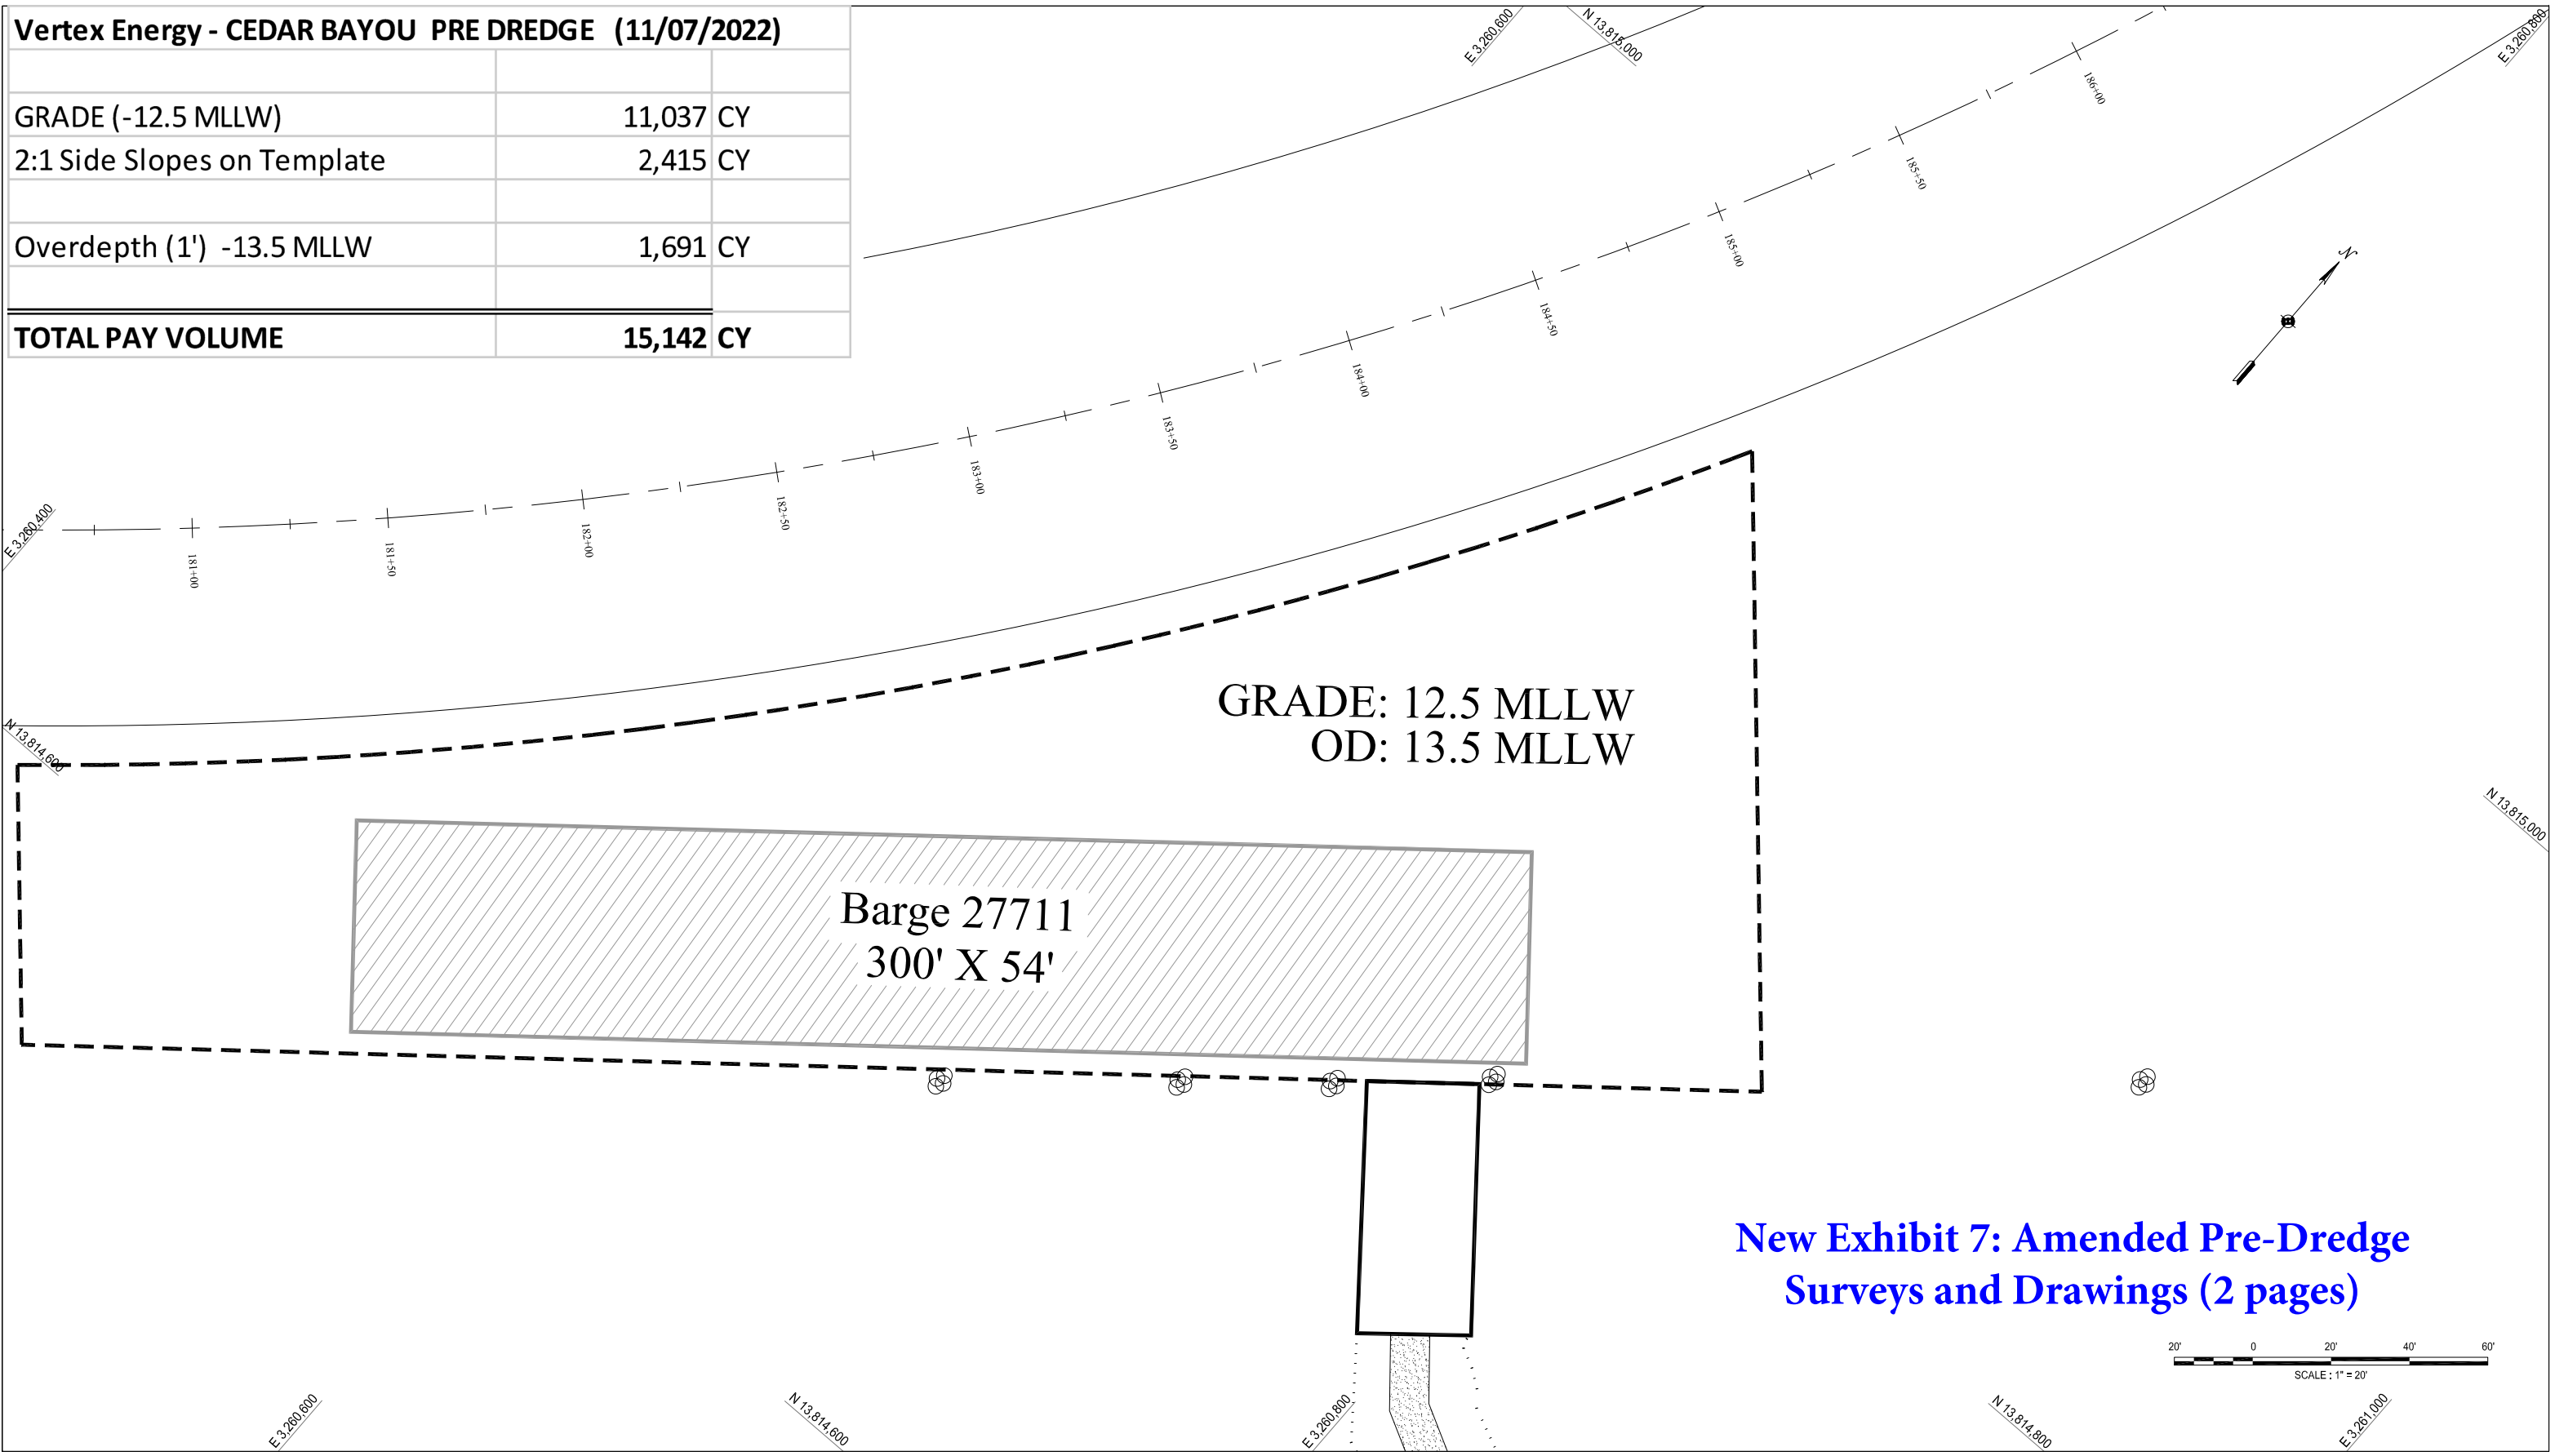 Vertex Energy - CEDAR BAYOU PRE DREDGE (11/07/2022)
GRADE (-12.5 MLLW) 11,037 CY
2:1 Side Slopes on Template 2,415 CY
Overdepth (1') -13.5 MLLW 1,691 CY
TOTAL PAY VOLUME 15,142 CY
E 3,260,600
N 13,815,000
E 3,260,800
186+00
185+50
185+00
184+50
184+00
183+50
183+00
182+50
182+00
181+50
181+00
N
E 3,260,400
N 13,814,600
GRADE: 12.5 MLLW
OD: 13.5 MLLW
N 13,815,000
Barge 27711
300' X 54'
New Exhibit 7: Amended Pre-Dredge
Surveys and Drawings (2 pages)
20' 0 20' 40' 60'
SCALE : 1" = 20'
E 3,260,600
N 13,814,600
E 3,260,800
N 13,814,800
E 3,261,000